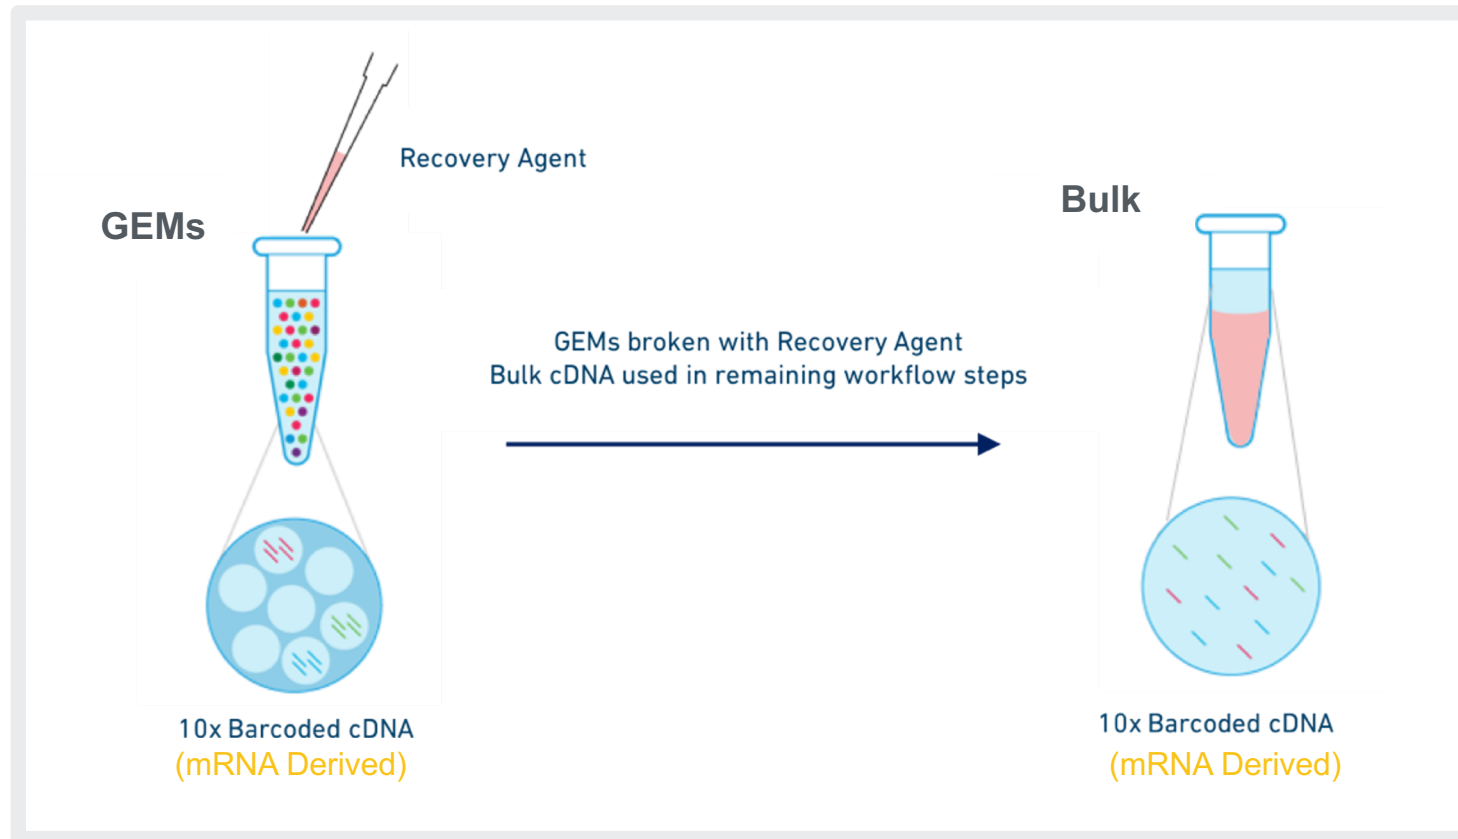 Recovery Agent
GEMs
Bulk
GEMs broken with Recovery Agent
Bulk cDNA used in remaining workflow steps
10x Barcoded cDNA
(mRNA Derived)
10x Barcoded cDNA
(mRNA Derived)